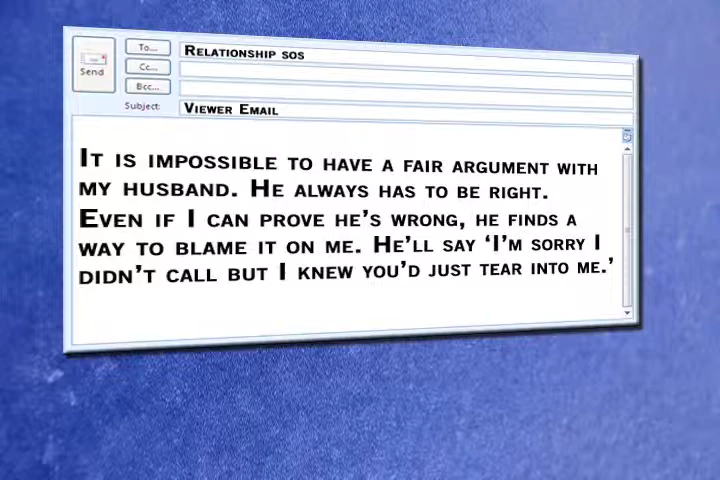 To...
Relationship sos
Send
Cc...
Bcc...
Subject:
Viewer Email
It is impossible to have a fair argument with
my husband. He always has to be right.
Even if I can prove he's wrong, he finds a
way to blame it on me. He'll say ‘I'm sorry I
didn't call but I knew you'd just tear into me.’